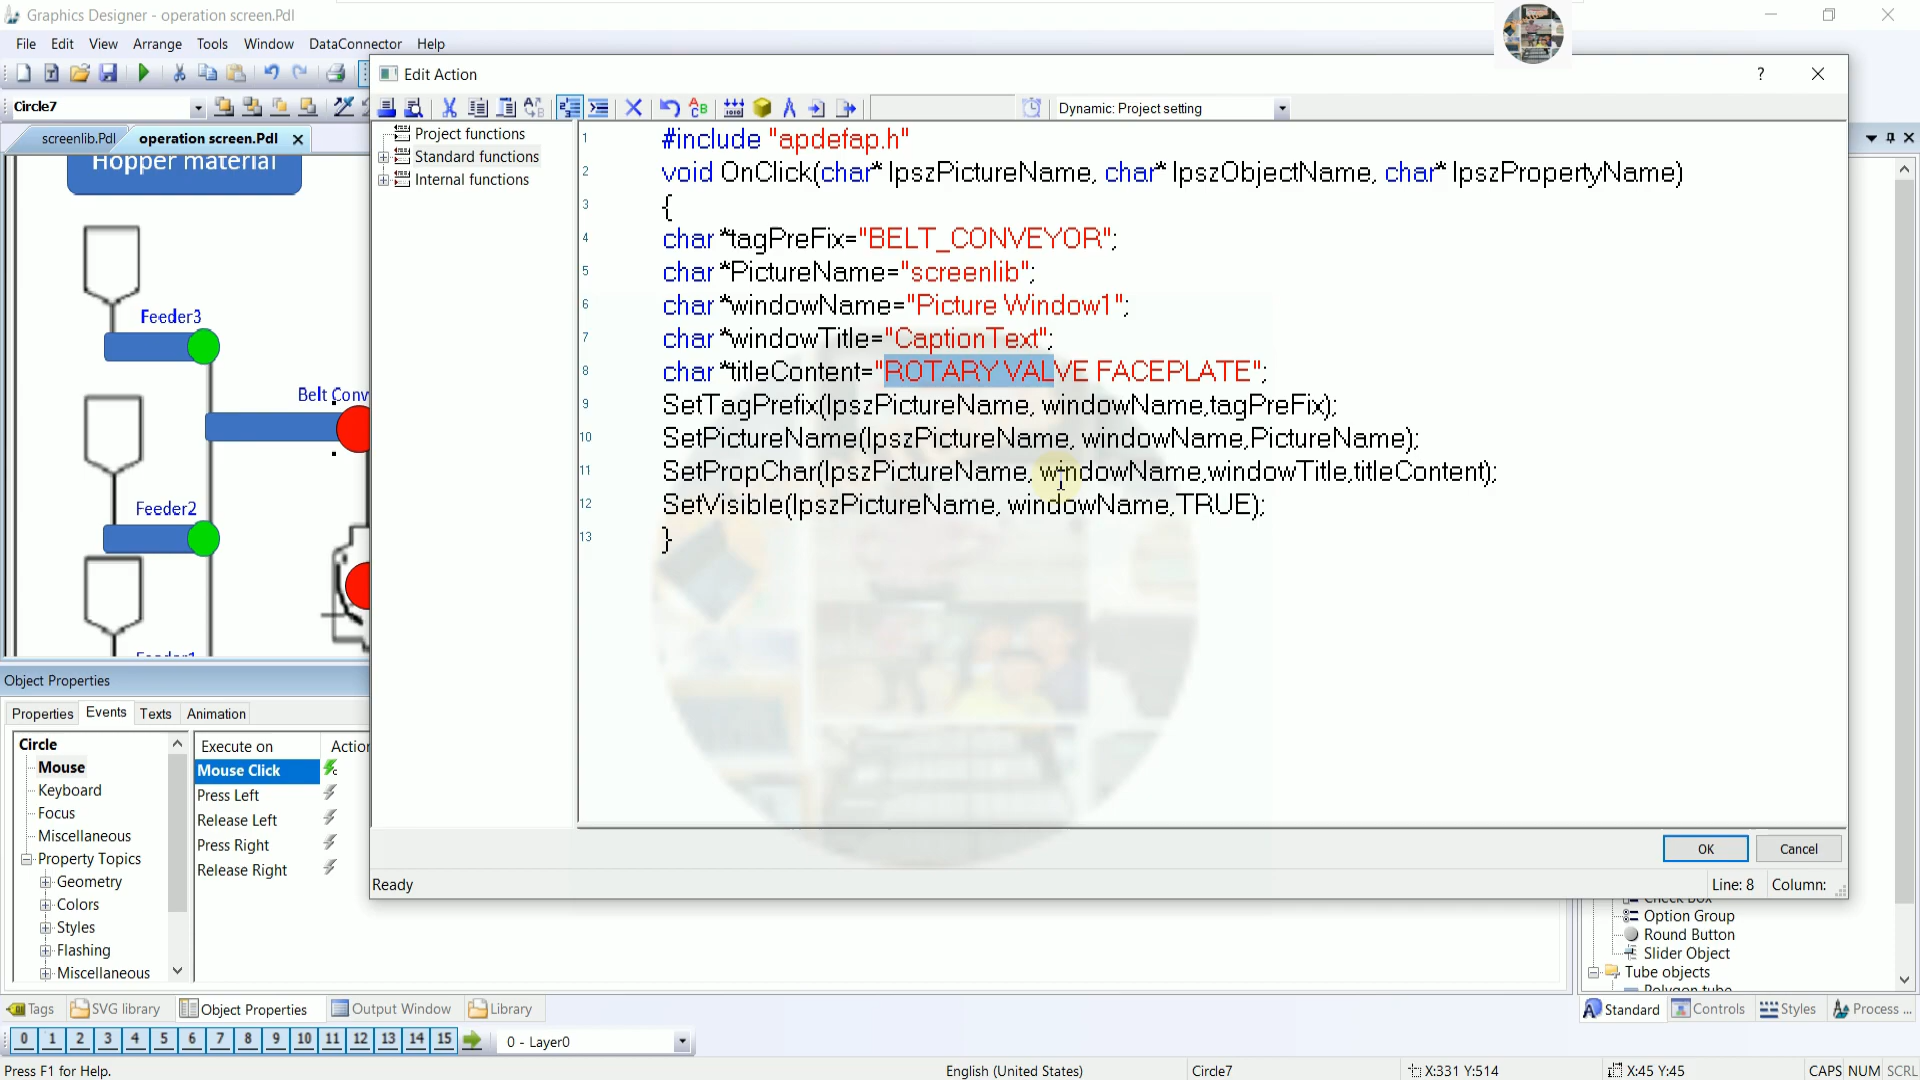 Graphics Designer - operation screen.Pdl
File Edit View Arrange Tools Window DataConnector Help
Circle7
screenlib.Pdl operation screen.Pdl
Hopper material
Feeder3
Belt Conv
Feeder2
Feeder1
Edit Action
Dynamic: Project setting
Project functions
Standard functions
Internal functions
1 #include "apdefap.h"
2 void OnClick(char* lpszPictureName, char* lpszObjectName, char* lpszPropertyName)
3 {
4 char *tagPreFix="BELT_CONVEYOR";
5 char *PictureName="screenlib";
6 char *windowName="Picture Window1";
7 char *windowTitle="CaptionText";
8 char *titleContent="ROTARY VALVE FACEPLATE";
9 SetTagPrefix(lpszPictureName, windowName,tagPreFix);
10 SetPictureName(lpszPictureName, windowName,PictureName);
11 SetPropChar(lpszPictureName, windowName,windowTitle,titleContent);
12 SetVisible(lpszPictureName, windowName,TRUE);
13 }
OK Cancel
Ready Line: 8 Column:
Object Properties
Properties Events Texts Animation
Circle
Mouse
Keyboard
Focus
Miscellaneous
Property Topics
Geometry
Colors
Styles
Flashing
Miscellaneous
Execute on Action
Mouse Click
Press Left
Release Left
Press Right
Release Right
Check Box
Option Group
Round Button
Slider Object
Tube objects
Polygon tube
Tags SVG library Object Properties Output Window Library
Standard Controls Styles Process ...
0 1 2 3 4 5 6 7 8 9 10 11 12 13 14 15 0 - Layer0
Press F1 for Help. English (United States) Circle7 X:331 Y:514 X:45 Y:45 CAPS NUM SCRL